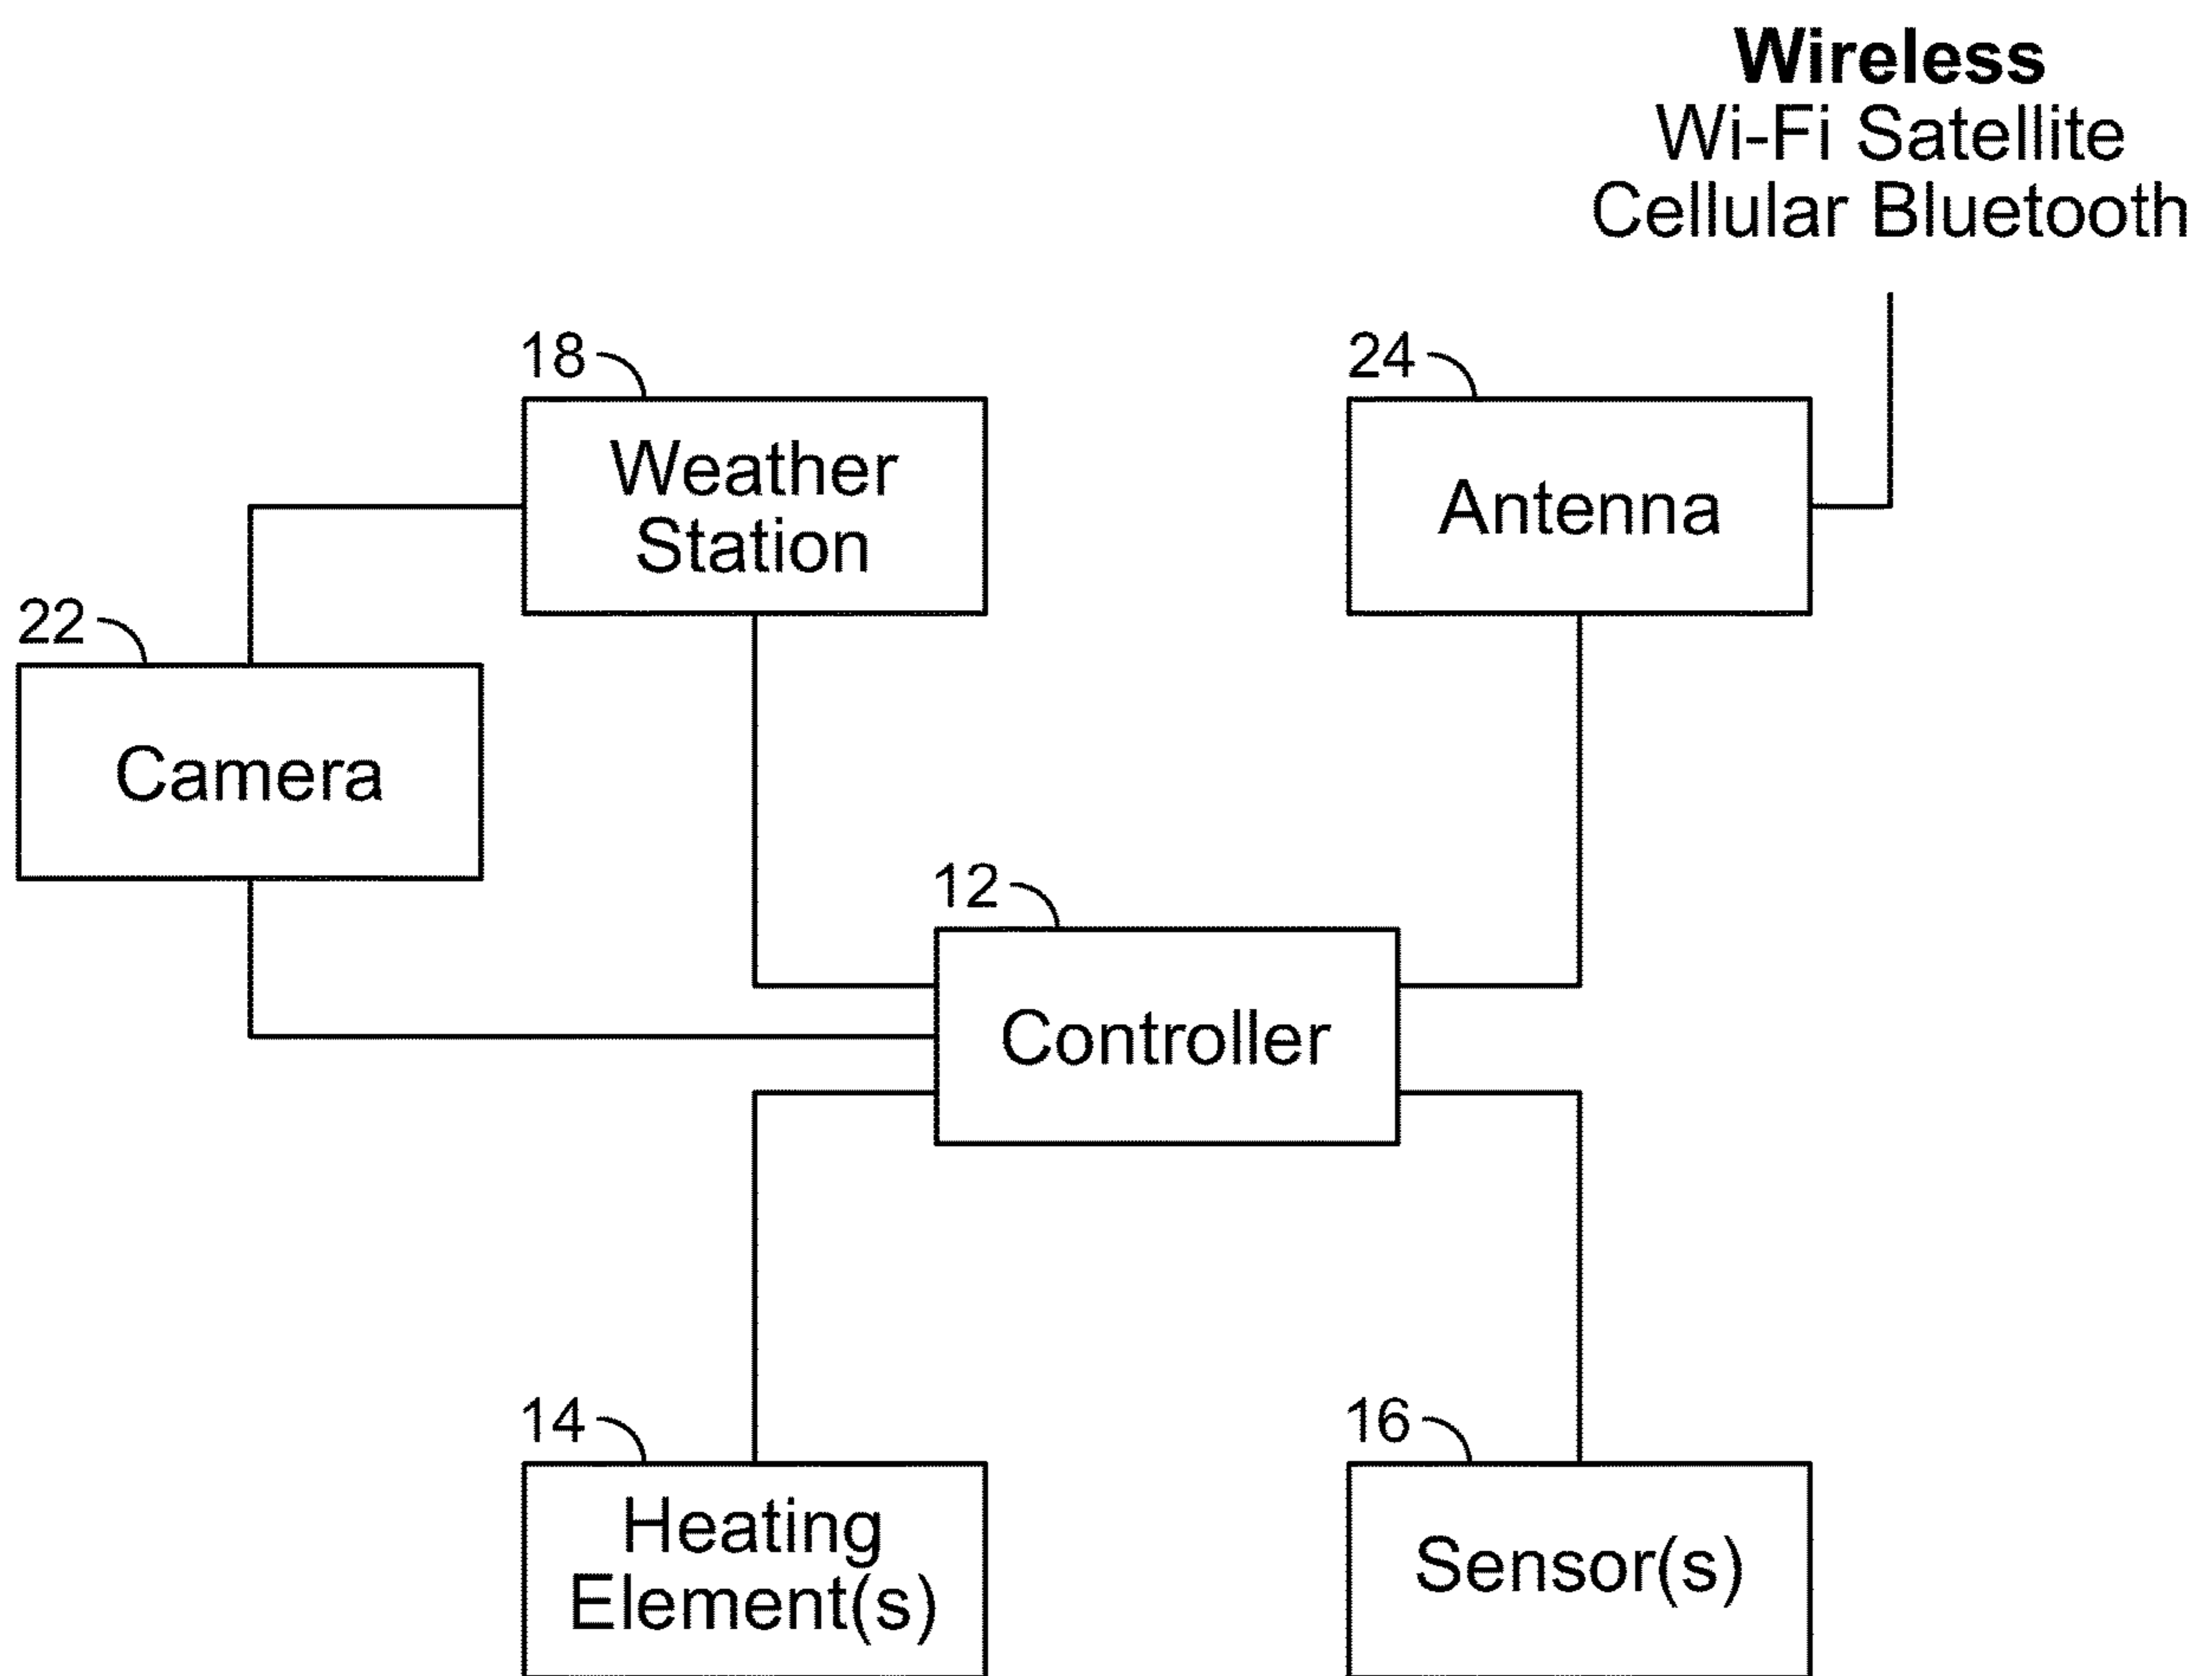 Wireless
Wi-Fi Satellite
Cellular Bluetooth
18
24
Weather
Station
Antenna
22
Camera
12
Controller
14
16
Heating
Element(s)
Sensor(s)